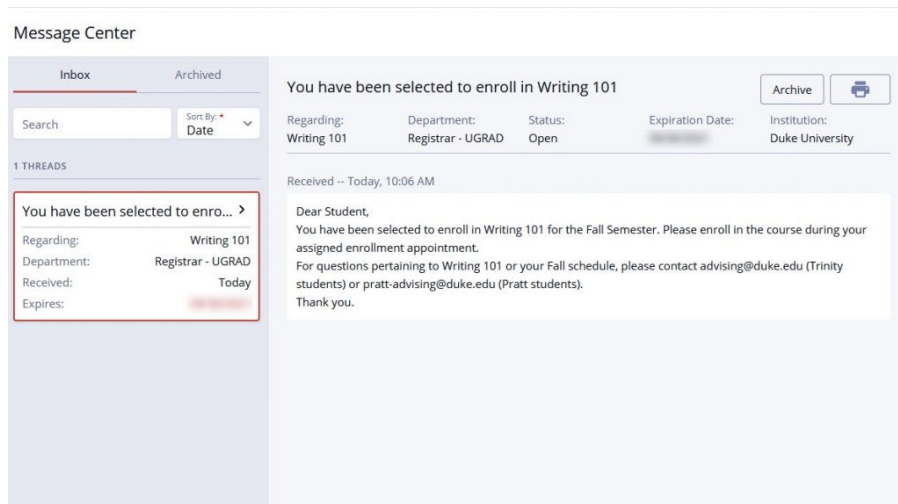 Message Center
Inbox
Archived
Search
Sort By: *
Date
1 THREADS
You have been selected to enro...
Regarding: Writing 101
Department: Registrar - UGRAD
Received: Today
Expires:
You have been selected to enroll in Writing 101
Archive
Regarding:
Writing 101
Department:
Registrar - UGRAD
Status:
Open
Expiration Date:
Institution:
Duke University
Received -- Today, 10:06 AM
Dear Student,
You have been selected to enroll in Writing 101 for the Fall Semester. Please enroll in the course during your
assigned enrollment appointment.
For questions pertaining to Writing 101 or your Fall schedule, please contact advising@duke.edu (Trinity
students) or pratt-advising@duke.edu (Pratt students).
Thank you.